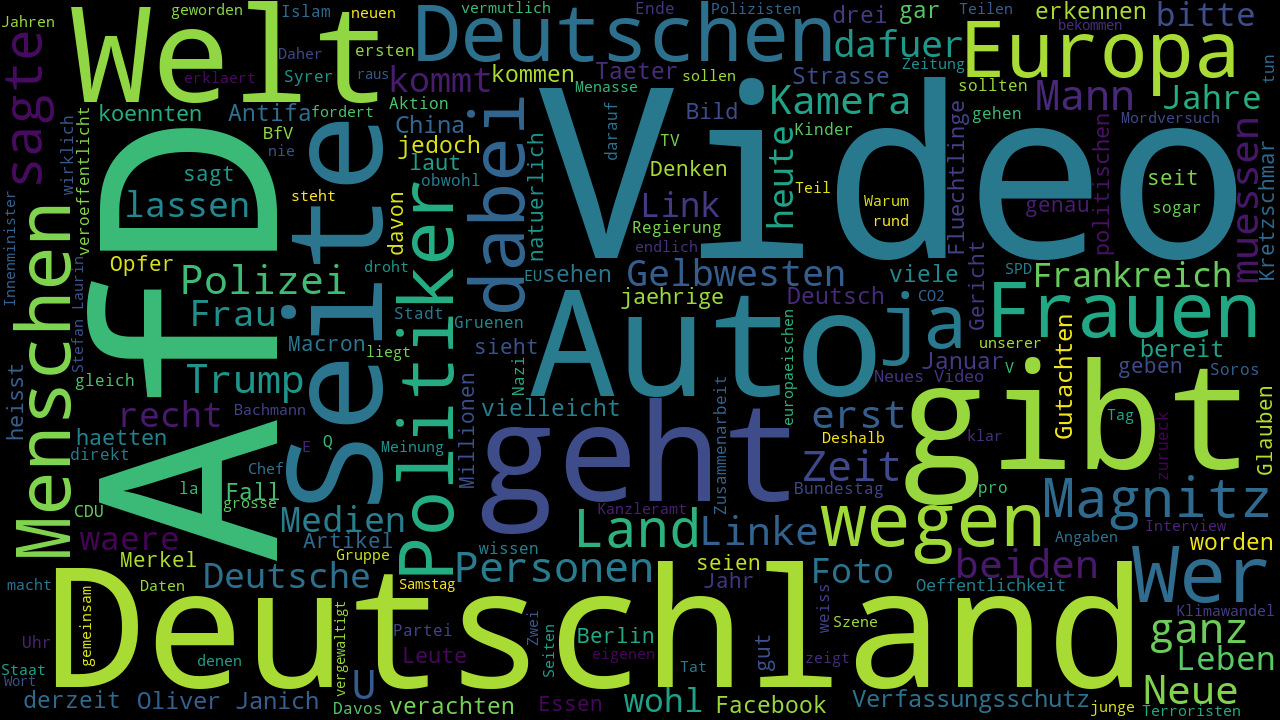 Jahren
geworden
Islam
neuen
vermutlich
Ende
Polizisten
drei
gar
Teilen
erkennen
bekommen
bitte
Welt
Deutschen
dafuer
Europa
sagte
Daher
ersten
erklaert
Syrer
raus
kommt
kommen
Taeter
sollen
Menasse
Strasse
Zeitung
sollten
tun
koennten
Antifa
fordert
Aktion
China
BfV
nie
jedoch
laut
obwohl
Bild
darauf
TV
Kamera
Kinder
Mann
Jahre
gehen
Mordversuch
wirklich
veroeffentlicht
AfD
Seite
dabei
natuerlich
Video
heute
Fluechtlinge
politischen
muessen
Kretzschmar
sagt
lassen
steht
davon
Denken
Link
Regierung
endlich
Teil
Warum
rund
genau
seit
sogar
Innenminister
Menschen
Stefan Laurin
Opfer
Polizei
droht
Politiker
EU
sehen
Gelbwesten
viele
SPD
Frankreich
Gericht
Frau
Stadt
Gruenen
jaehrige
Deutsch
CO2
ja
Frauen
Macron
liegt
sieht
Auto
unserer
bereit
heisst
gleich
Trump
Nazi
europaeischen
Januar
Neues Video
V
geben
Soros
recht
Bachmann
Millionen
vielleicht
Zusammenarbeit
erst
gibt
Gutachten
Tag
Glauben
haetten
direkt
E
Q
Meinung
geht
Deshalb
klar
zurueck
Chef
Zeit
la
Fall
grosse
Bundestag
pro
CDU
Medien
Kanzleramt
Land
Linke
wegen
Magnitz
waere
Artikel
wissen
Angaben
Interview
worden
Merkel
Gruppe
Personen
seien
Foto
beiden
Wer
macht
Daten
Deutsche
Samstag
Jahr
Oeffentlichkeit
gemeinsam
Deutschland
weiss
Klimawandel
vergewaltigt
Partei
Zwei
Berlin
Szene
ganz
Uhr
Leute
Seiten
eigenen
gut
zeigt
Leben
Staat
denen
Tat
Wort
derzeit
Oliver Janich
U
Davos
verachten
Essen
wohl
Facebook
Verfassungsschutz
junge
Neue
Terroristen